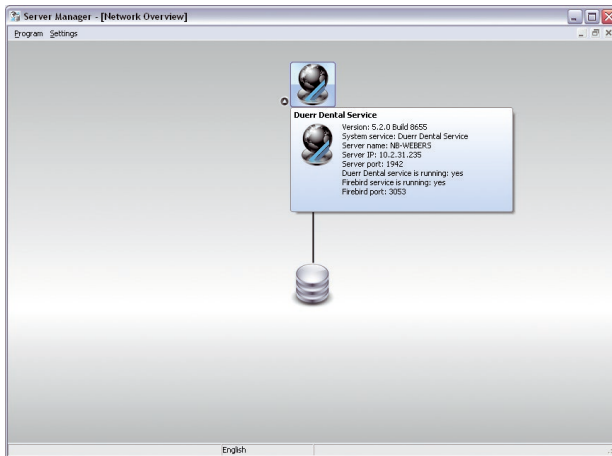 Server Manager - [Network Overview]
Program Settings
Duerr Dental Service
Version: 5.2.0 Build 8655
System service: Duerr Dental Service
Server name: NB-WEBERS
Server IP: 10.2.31.235
Server port: 1942
Duerr Dental service is running: yes
Firebird service is running: yes
Firebird port: 3053
English